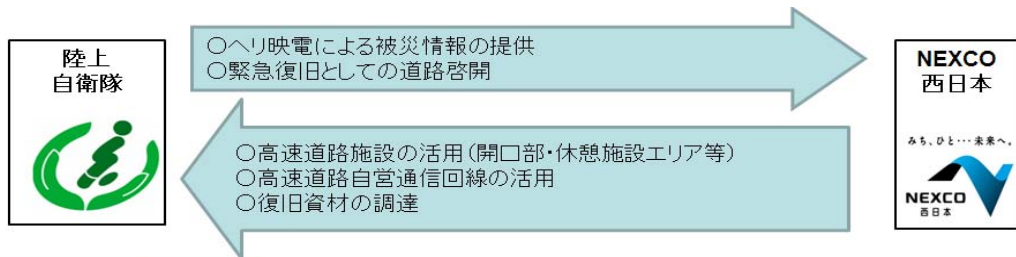 陸上
自衛隊
○ヘリ映電による被災情報の提供
○緊急復旧としての道路啓開
NEXCO
西日本
○高速道路施設の活用（開口部・休憩施設エリア等）
○高速道路自営通信回線の活用
○復旧資材の調達
みち、ひと…未来へ。
NEXCO
西日本